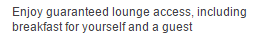 Enjoy guaranteed lounge access, including
breakfast for yourself and a guest